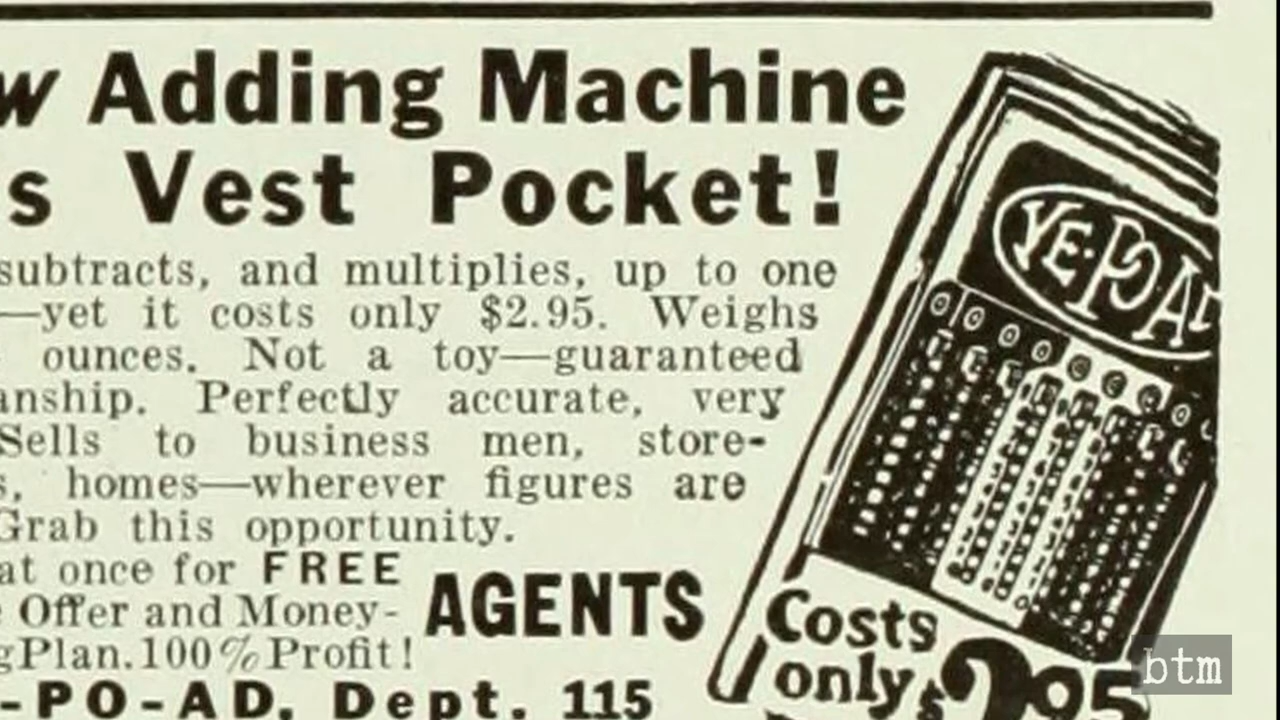 w Adding Machine
s Vest Pocket!
subtracts, and multiplies, up to one
—yet it costs only $2.95. Weighs
ounces. Not a toy—guaranteed
anship. Perfectly accurate, very
Sells to business men, store-
s, homes—wherever figures are
Grab this opportunity.
at once for FREE
e Offer and Money-
gPlan. 100% Profit!
AGENTS
-PO-AD, Dept. 115
VE-PO-AD
Costs
only $2.95
btm